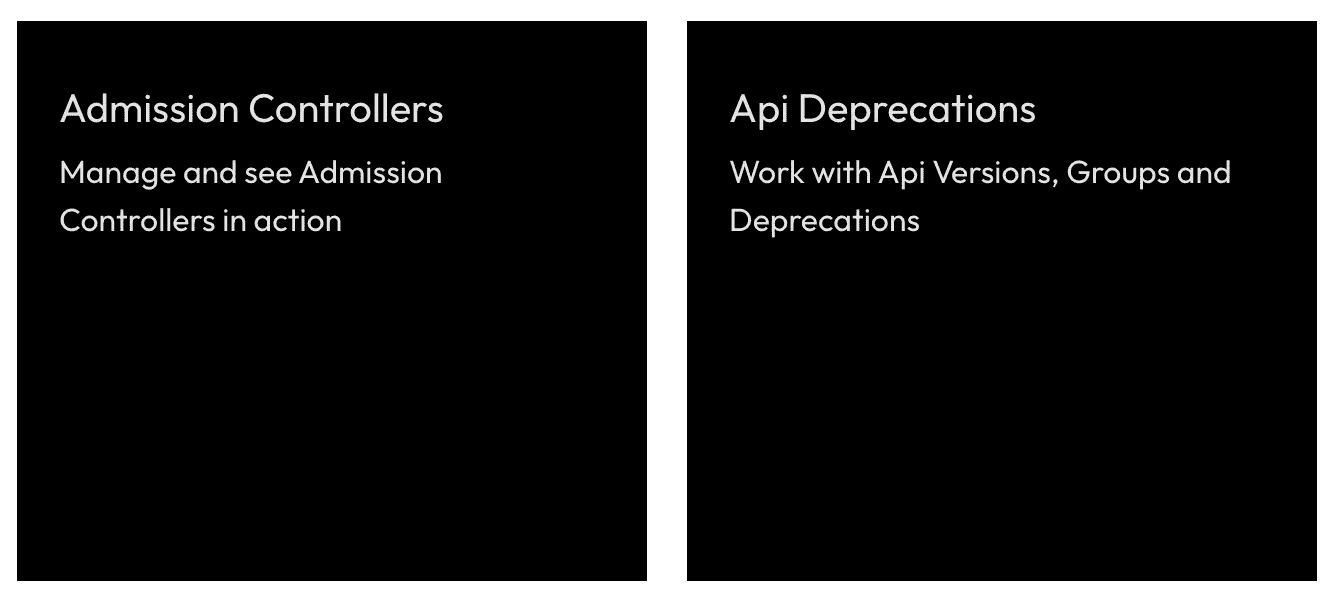 Admission Controllers
Manage and see Admission
Controllers in action
Api Deprecations
Work with Api Versions, Groups and
Deprecations